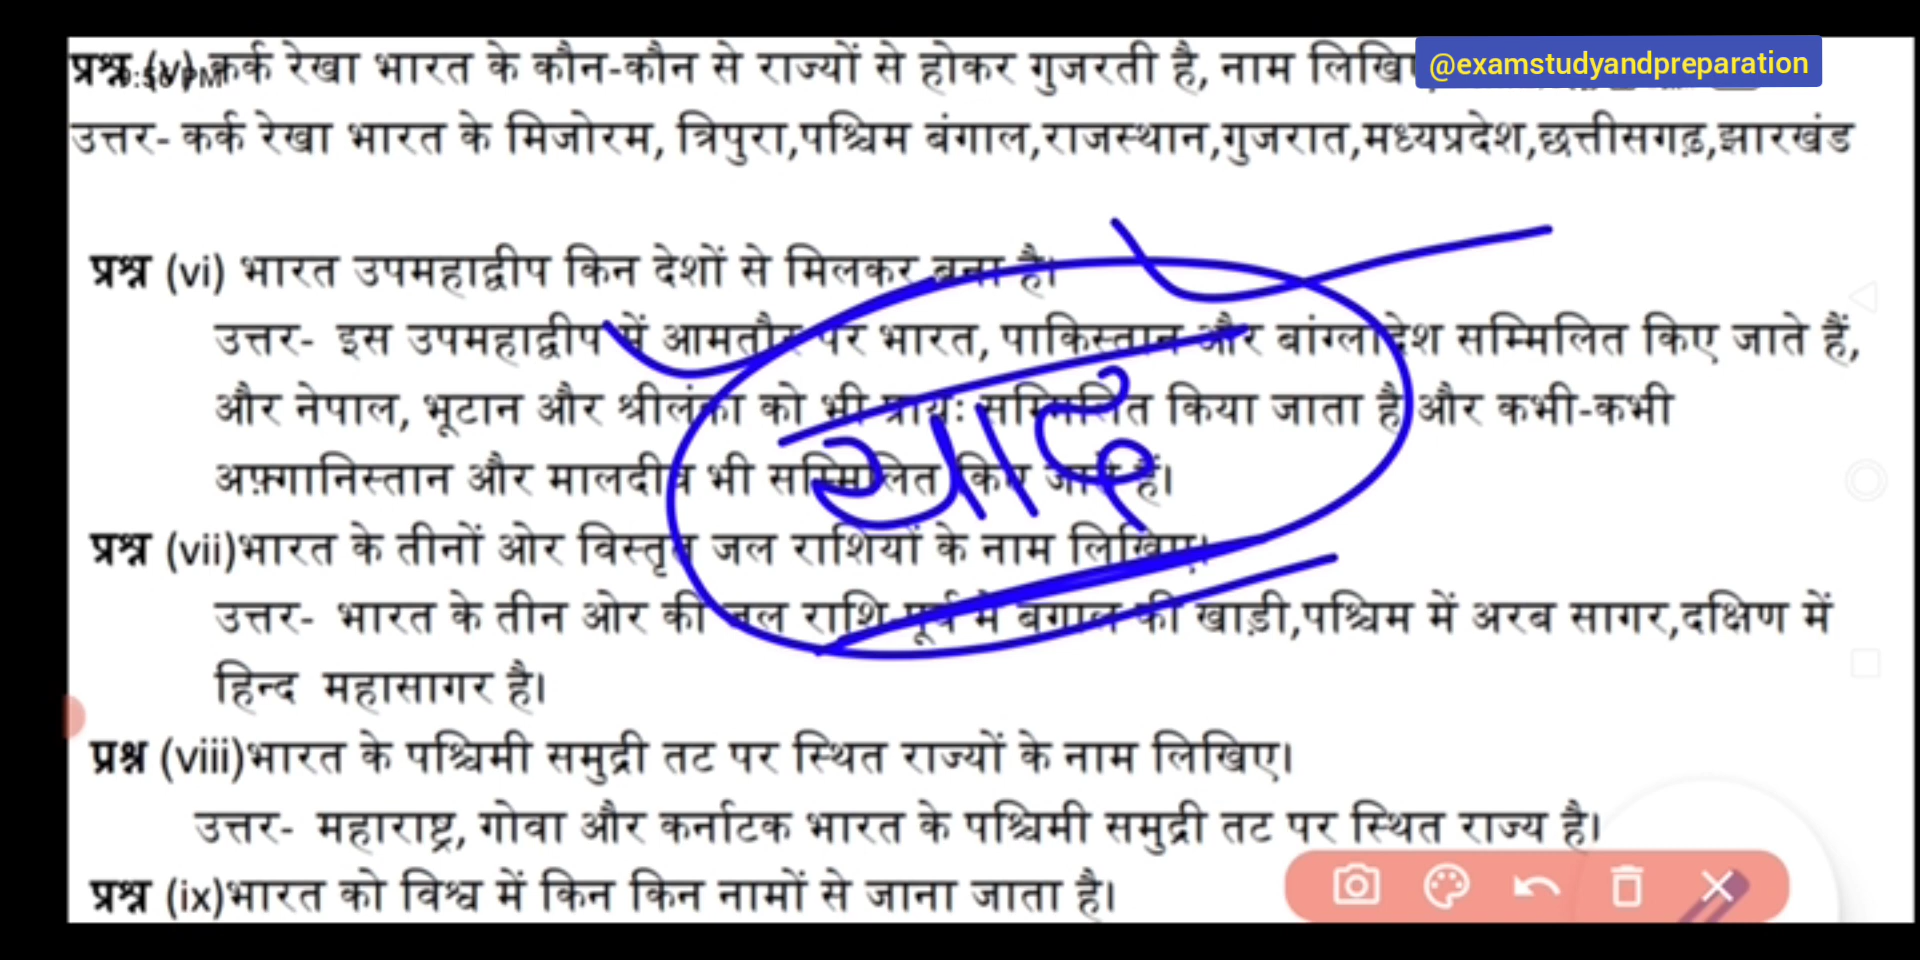 प्रश्न (v) कर्क रेखा भारत के कौन-कौन से राज्यों से होकर गुजरती है, नाम
@examstudyandpreparation
उत्तर- कर्क रेखा भारत के मिजोरम, त्रिपुरा,पश्चिम बंगाल,राजस्थान,गुजरात,मध्यप्रदेश,छत्तीसगढ़,झारखंड
प्रश्न (vi) भारत उपमहाद्वीप किन देशों से मिलकर बना है।
उत्तर- इस उपमहाद्वीप में आमतौर पर भारत, पाकिस्तान और बांग्लादेश सम्मिलित किए जाते हैं,
और नेपाल, भूटान और श्रीलंका को भी प्रायः सम्मिलित किया जाता है और कभी-कभी
याद
अफ़्गानिस्तान और मालदीव भी सम्मिलित किए जाते हैं।
प्रश्न (vii)भारत के तीनों ओर विस्तृत जल राशियों के नाम लिखिए।
उत्तर- भारत के तीन ओर की जल राशि पूर्व में बंगाल की खाड़ी,पश्चिम में अरब सागर,दक्षिण में
हिन्द महासागर है।
प्रश्न (viii)भारत के पश्चिमी समुद्री तट पर स्थित राज्यों के नाम लिखिए।
उत्तर- महाराष्ट्र, गोवा और कर्नाटक भारत के पश्चिमी समुद्री तट पर स्थित राज्य है।
प्रश्न (ix)भारत को विश्व में किन किन नामों से जाना जाता है।